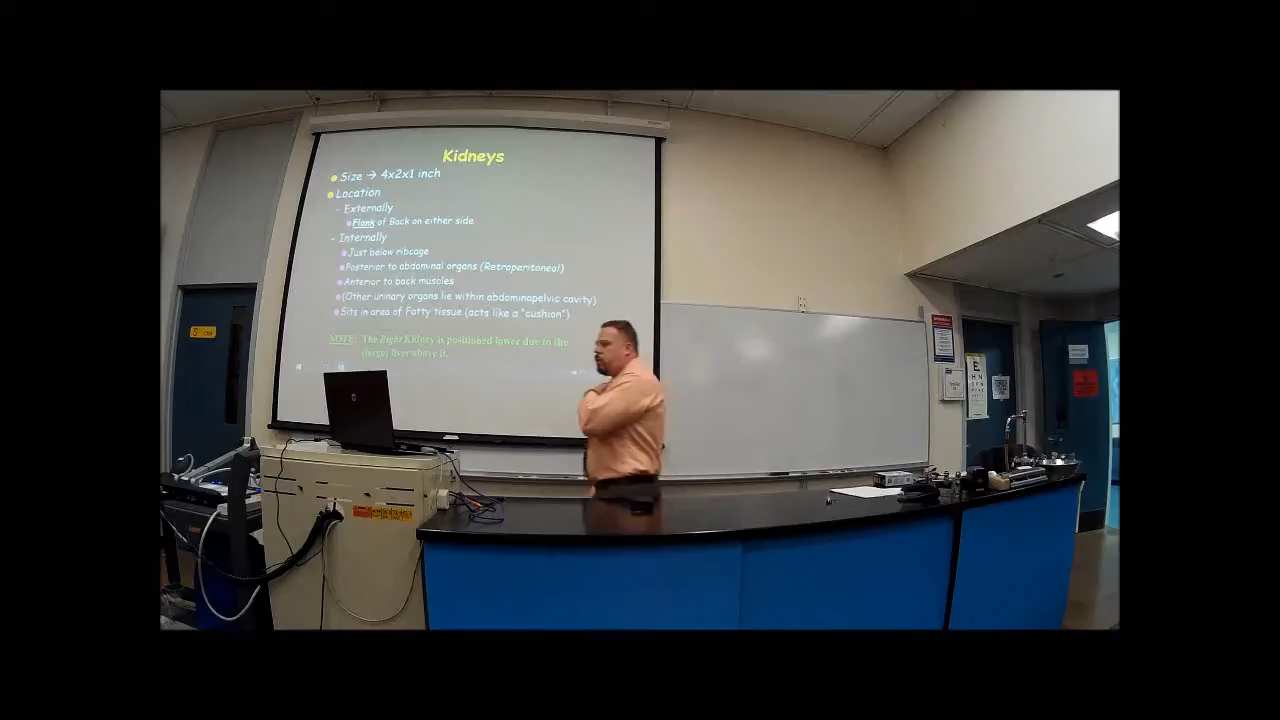 Kidneys
Size → 4x2x1 inch
Location
- Externally
Flank of Back on either side
- Internally
Just below ribcage
Posterior to abdominal organs (Retroperitoneal)
Anterior to back muscles
(Other urinary organs lie within abdominopelvic cavity)
Sits in area of Fatty tissue (acts like a "cushion")
NOTE: The Right Kidney is positioned lower due to the
(large) liver above it.
E
H N